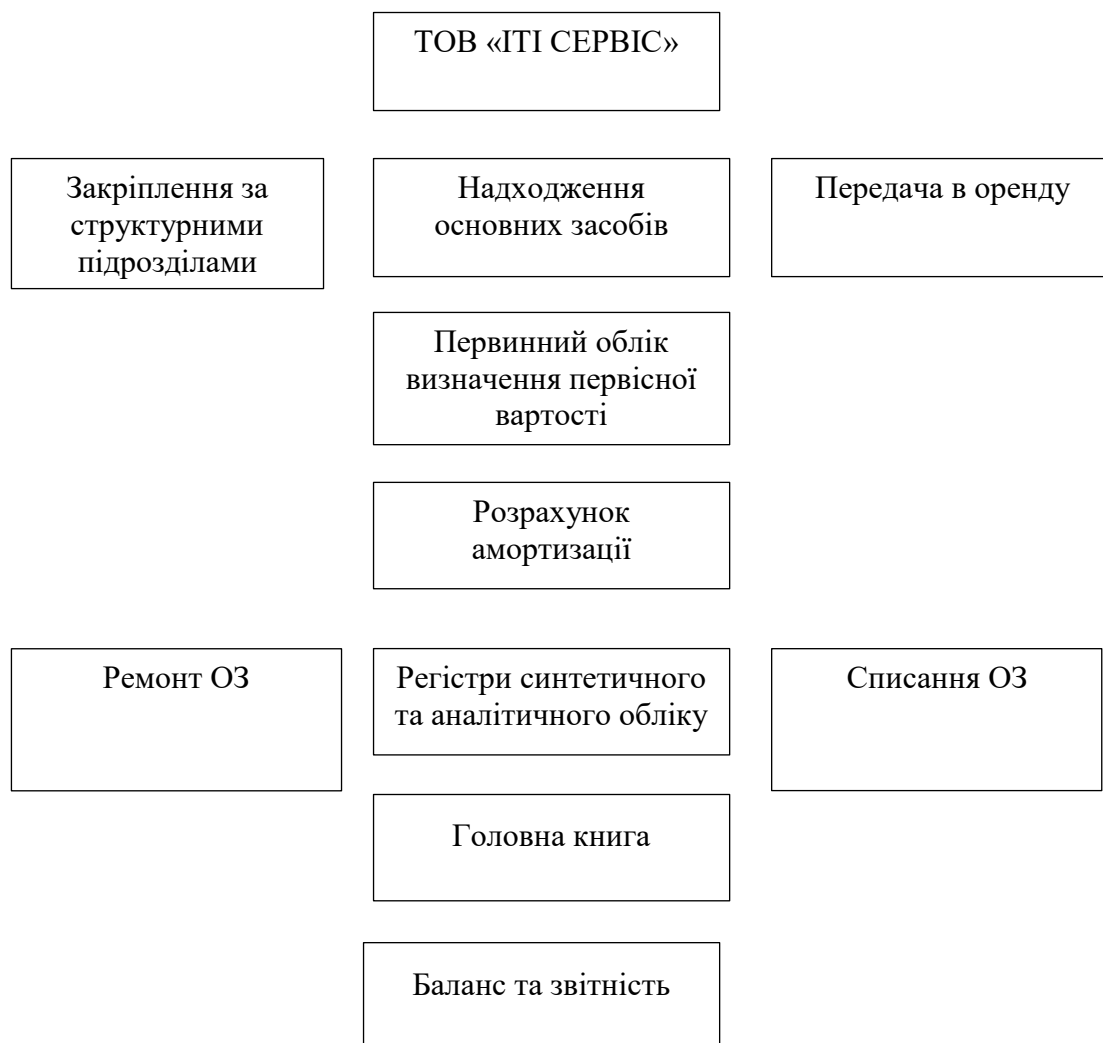 ТОВ «ІТІ СЕРВІС»
Закріплення за
структурними
підрозділами
Надходження
основних засобів
Передача в оренду
Первинний облік
визначення первісної
вартості
Розрахунок
амортизації
Ремонт ОЗ
Регістри синтетичного
та аналітичного обліку
Списання ОЗ
Головна книга
Баланс та звітність